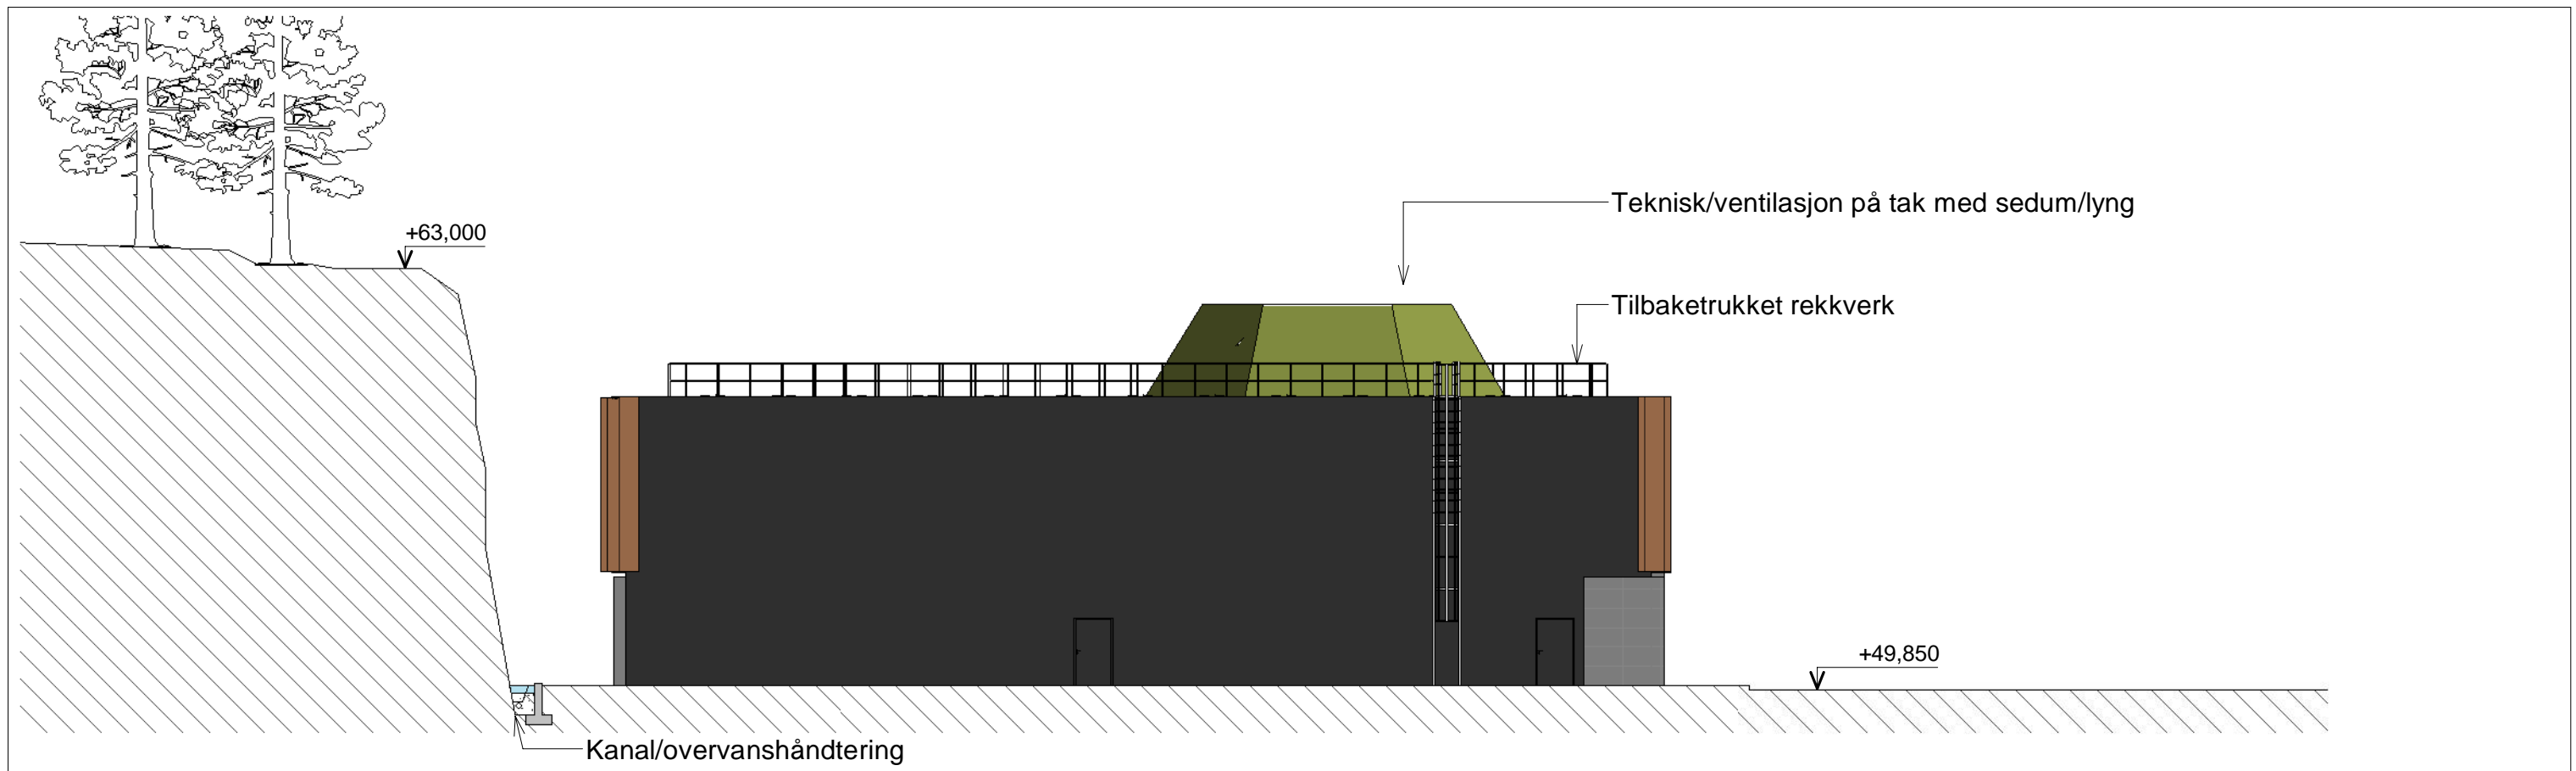 Teknisk/ventilasjon på tak med sedum/lyng
+63,000
Tilbaketrukket rekkverk
+49,850
Kanal/overvanshåndtering